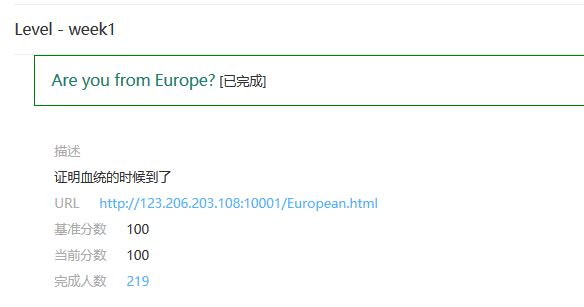 Level - week1
Are you from Europe? [已完成]
描述
证明血统的时候到了
URL http://123.206.203.108:10001/European.html
基准分数 100
当前分数 100
完成人数 219